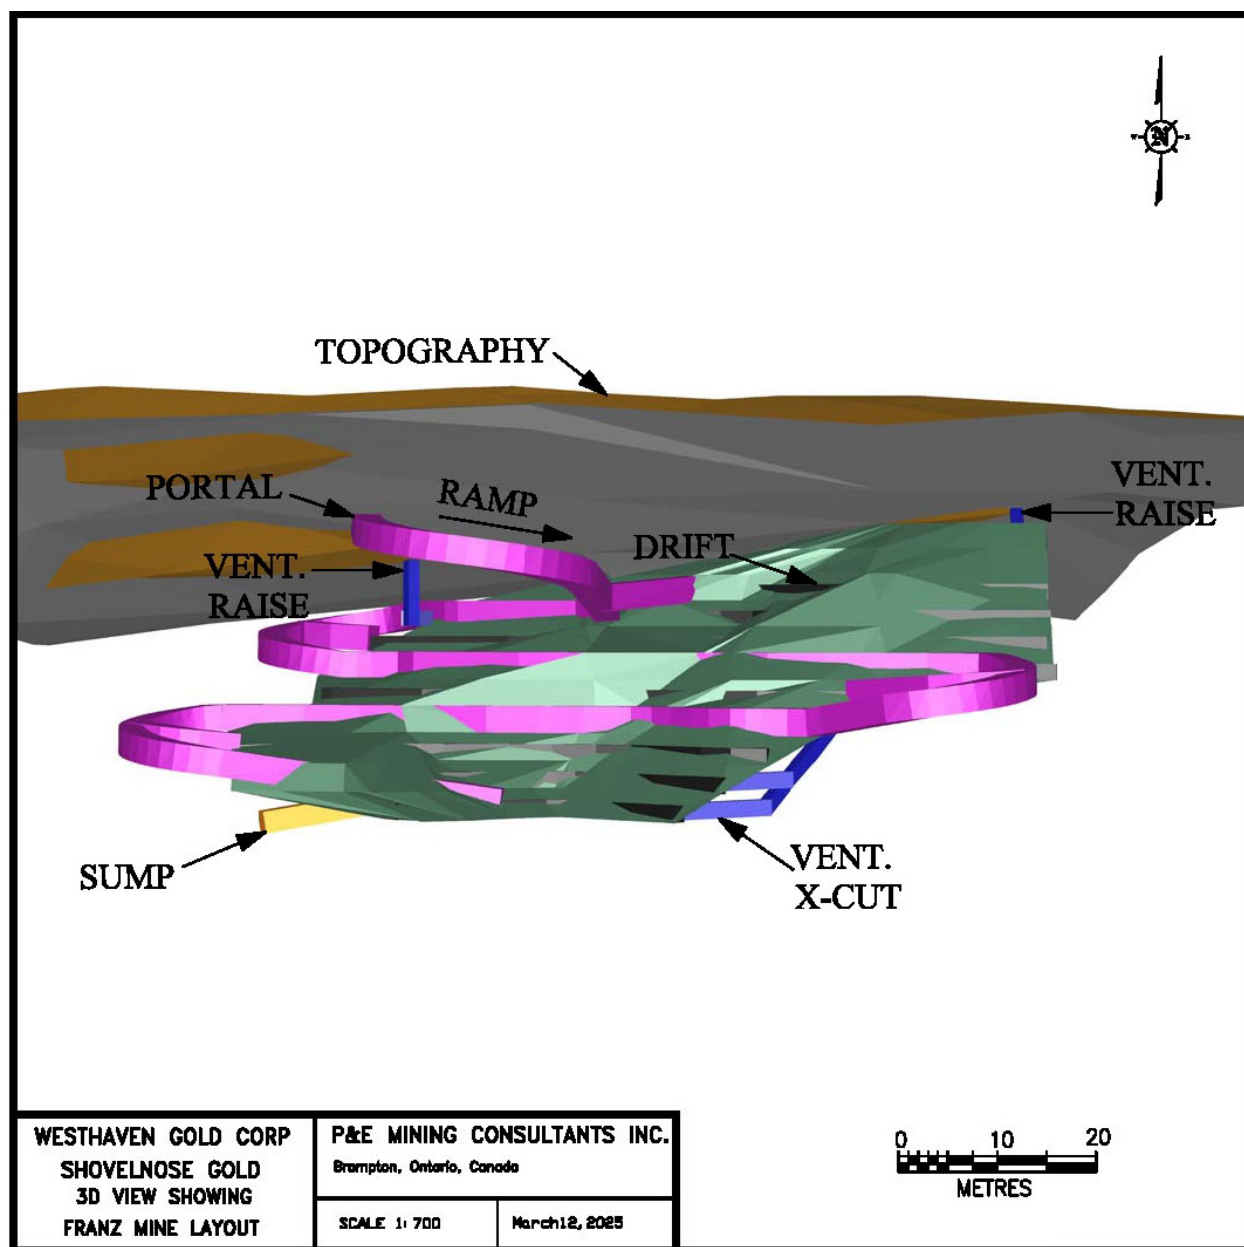 N
TOPOGRAPHY
PORTAL
RAMP
VENT.
RAISE
DRIFT
VENT.
RAISE
SUMP
VENT.
X-CUT
WESTHAVEN GOLD CORP
SHOVELNOSE GOLD
3D VIEW SHOWING
FRANZ MINE LAYOUT
P&E MINING CONSULTANTS INC.
Brampton, Ontario, Canada
SCALE 1: 700
March12, 2025
0 10 20
METRES